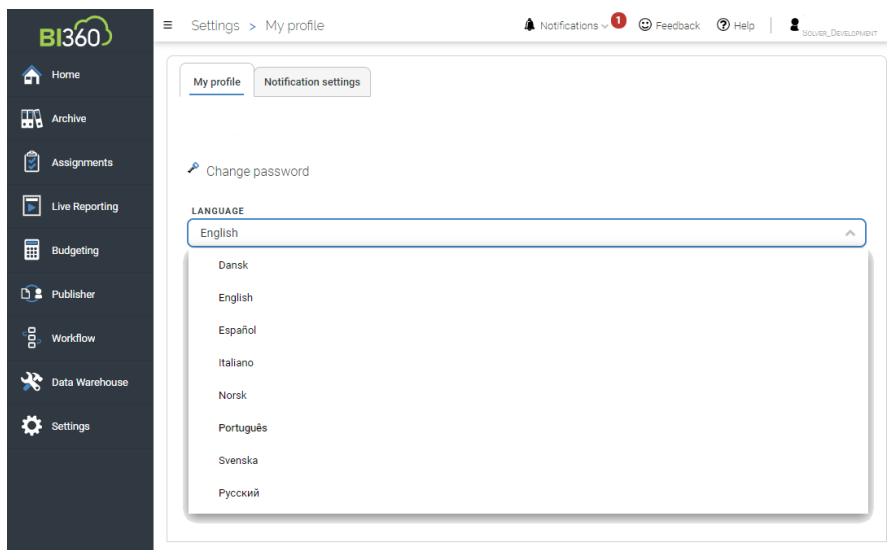 BI360
Settings > My profile
Notifications 1
Feedback
Help
SOLVER_DEVELOPMENT
Home
Archive
Assignments
Live Reporting
Budgeting
Publisher
Workflow
Data Warehouse
Settings
My profile
Notification settings
Change password
LANGUAGE
English
Dansk
English
Español
Italiano
Norsk
Português
Svenska
Русский